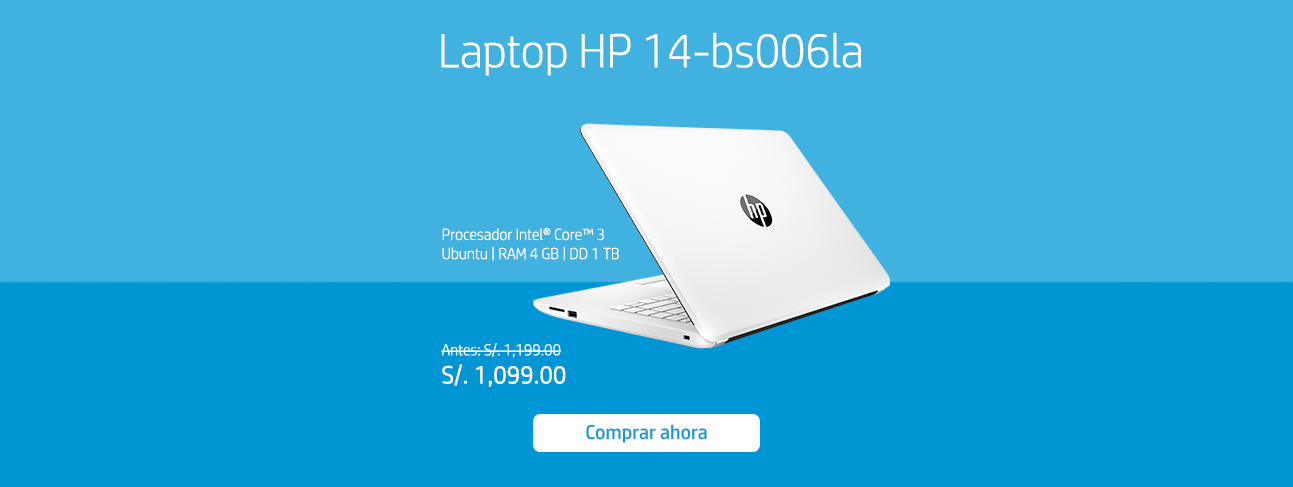 Laptop HP 14-bs006la
hp
Procesador Intel® Core™ 3
Ubuntu | RAM 4 GB | DD 1 TB
Antes: S/. 1,199.00
S/. 1,099.00
Comprar ahora